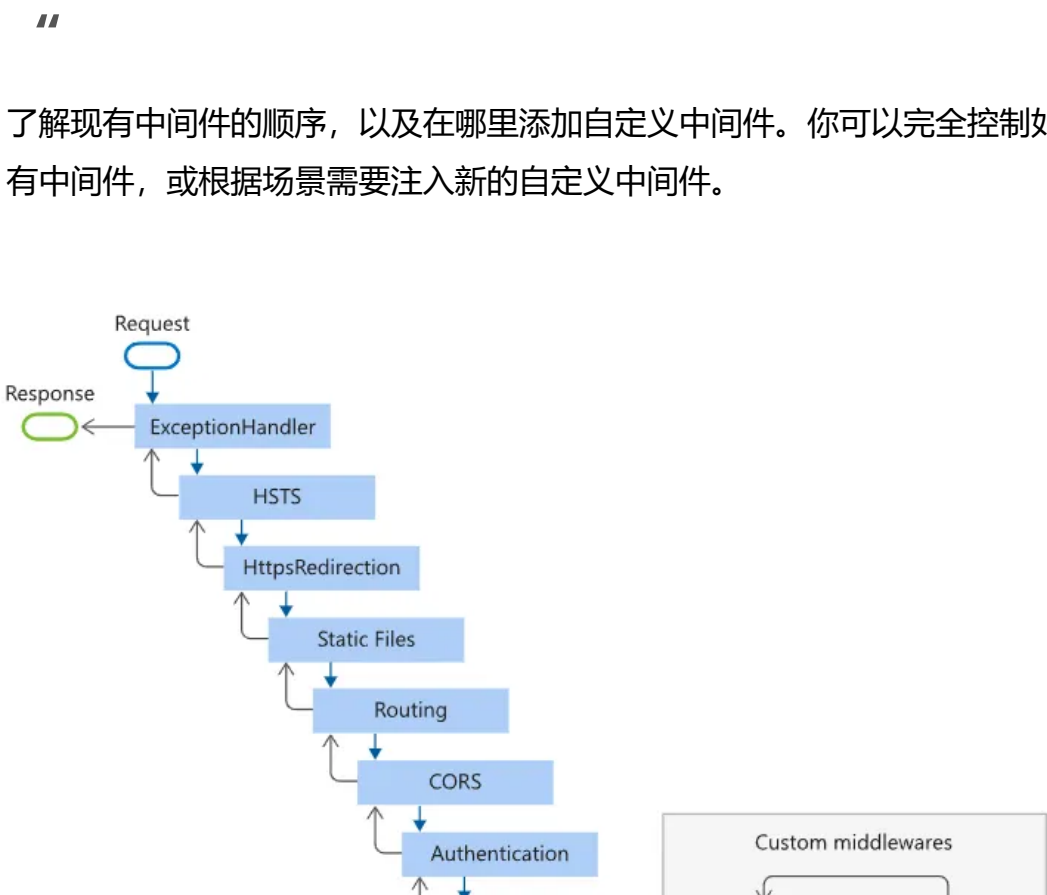 “
了解现有中间件的顺序，以及在哪里添加自定义中间件。你可以完全控制如
有中间件，或根据场景需要注入新的自定义中间件。
Request
Response
ExceptionHandler
HSTS
HttpsRedirection
Static Files
Routing
CORS
Authentication
Custom middlewares